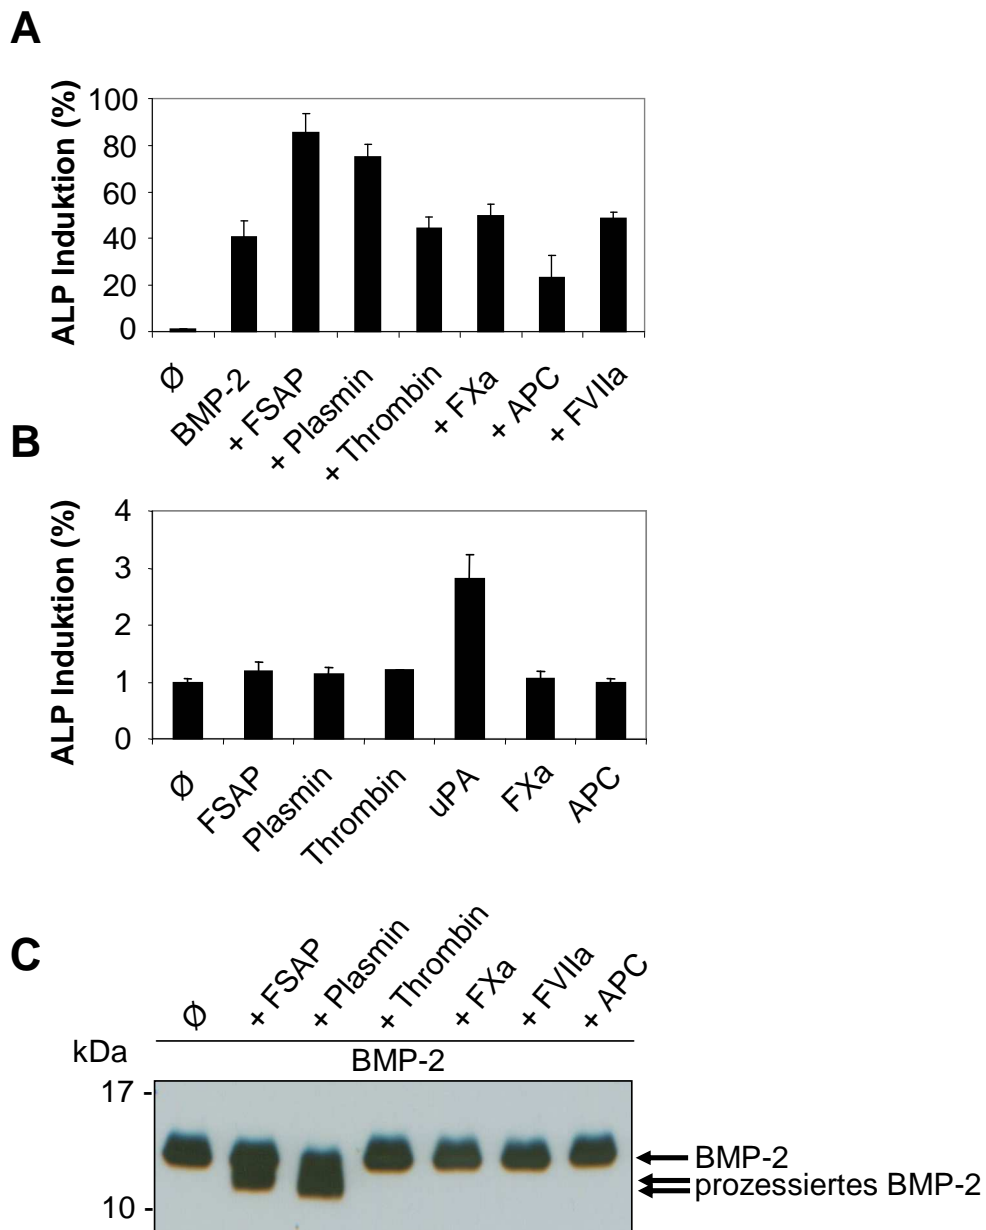 A
ALP Induktion (%)
100
80
60
40
20
0
Ø
BMP-2
+ FSAP
+ Plasmin
+ Thrombin
+ FXa
+ APC
+ FVIIa
B
ALP Induktion (%)
4
3
2
1
0
Ø
FSAP
Plasmin
Thrombin
uPA
FXa
APC
C
Ø
+ FSAP
+ Plasmin
+ Thrombin
+ FXa
+ FVIIa
+ APC
kDa
BMP-2
17 -
10 -
BMP-2
prozessiertes BMP-2